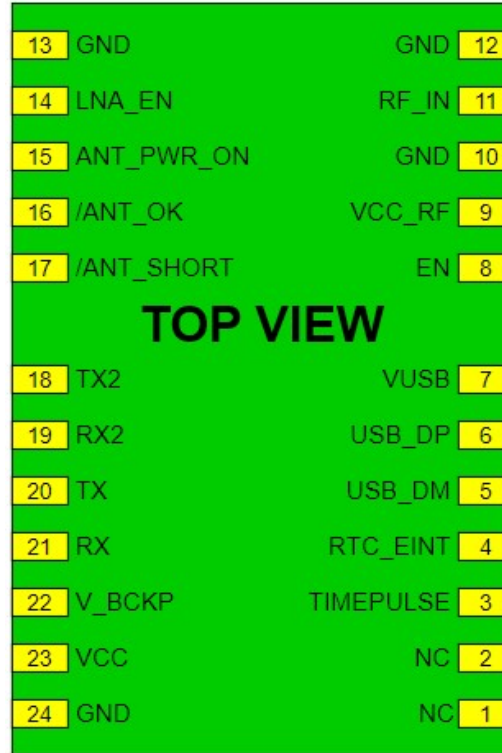 13 GND GND 12
14 LNA_EN RF_IN 11
15 ANT_PWR_ON GND 10
16 /ANT_OK VCC_RF 9
17 /ANT_SHORT EN 8
TOP VIEW
18 TX2 VUSB 7
19 RX2 USB_DP 6
20 TX USB_DM 5
21 RX RTC_EINT 4
22 V_BCKP TIMEPULSE 3
23 VCC NC 2
24 GND NC 1